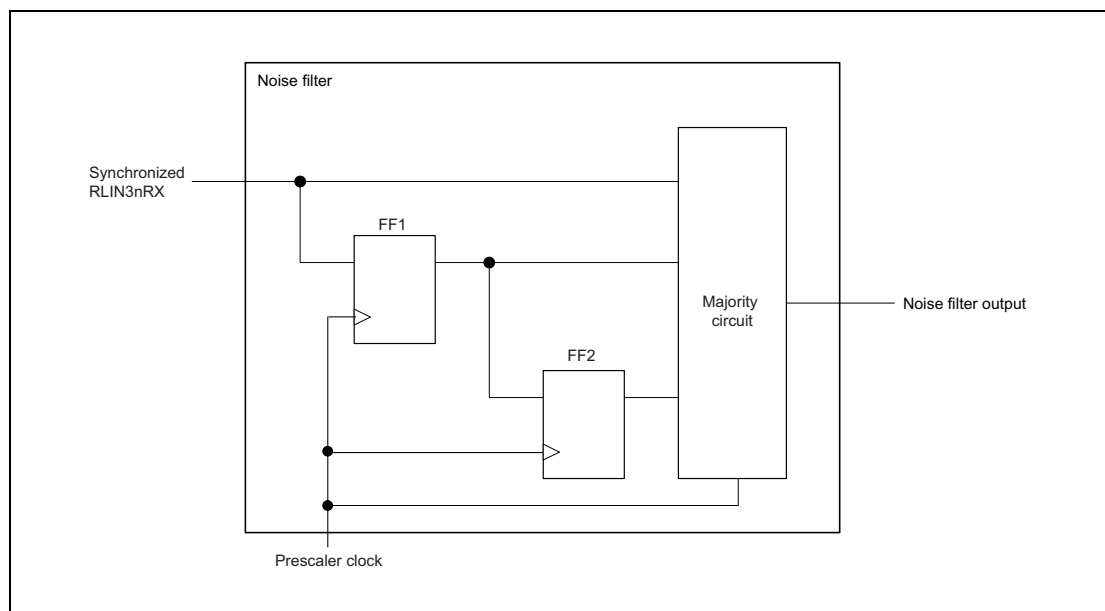 Noise filter
Synchronized
RLIN3nRX
FF1
Majority
circuit
Noise filter output
FF2
Prescaler clock